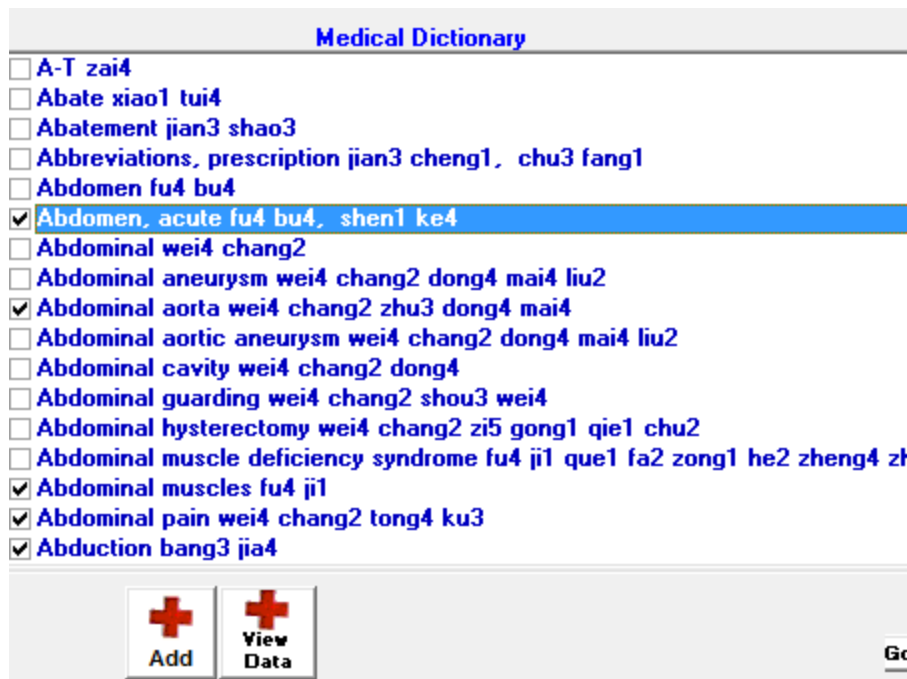 Medical Dictionary
A-T zai4
Abate xiao1 tui4
Abatement jian3 shao3
Abbreviations, prescription jian3 cheng1, chu3 fang1
Abdomen fu4 bu4
Abdomen, acute fu4 bu4, shen1 ke4
Abdominal wei4 chang2
Abdominal aneurysm wei4 chang2 dong4 mai4 liu2
Abdominal aorta wei4 chang2 zhu3 dong4 mai4
Abdominal aortic aneurysm wei4 chang2 dong4 mai4 liu2
Abdominal cavity wei4 chang2 dong4
Abdominal guarding wei4 chang2 shou3 wei4
Abdominal hysterectomy wei4 chang2 zi5 gong1 qie1 chu2
Abdominal muscle deficiency syndrome fu4 ji1 que1 fa2 zong1 he2 zheng4
Abdominal muscles fu4 ji1
Abdominal pain wei4 chang2 tong4 ku3
Abduction bang3 jia4
Add
View
Data